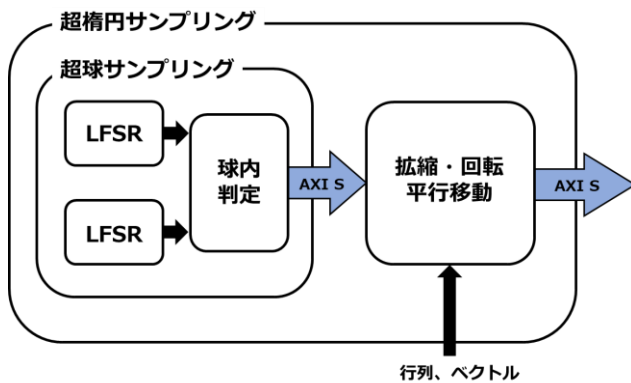 超楕円サンプリング
超球サンプリング
LFSR
LFSR
球内
判定
AXI S
拡縮・回転
平行移動
AXI S
行列、ベクトル